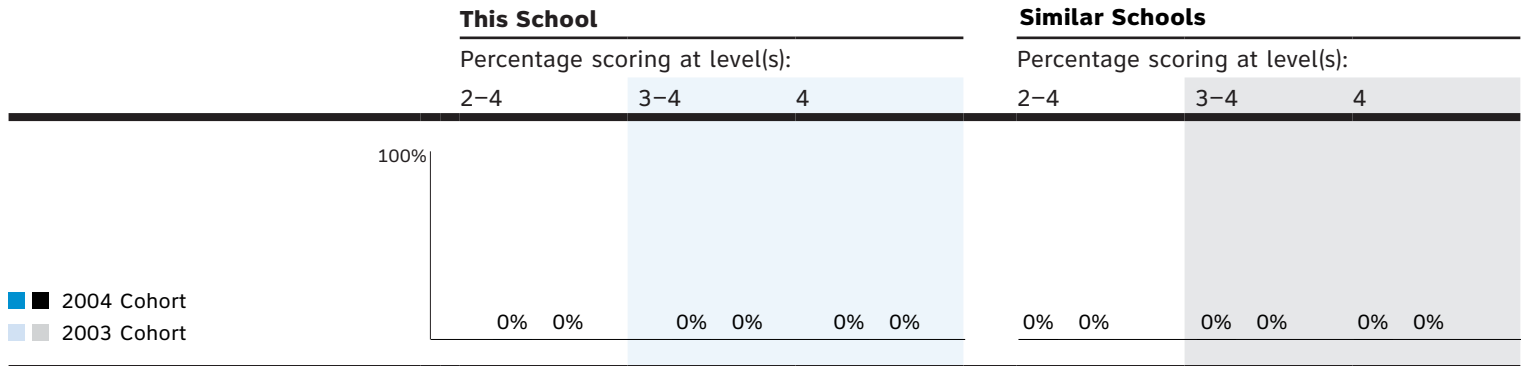 This School Similar Schools
Percentage scoring at level(s): Percentage scoring at level(s):
2–4 3–4 4 2–4 3–4 4
100%
2004 Cohort
0% 0% 0% 0% 0% 0% 0% 0% 0% 0% 0% 0%
2003 Cohort